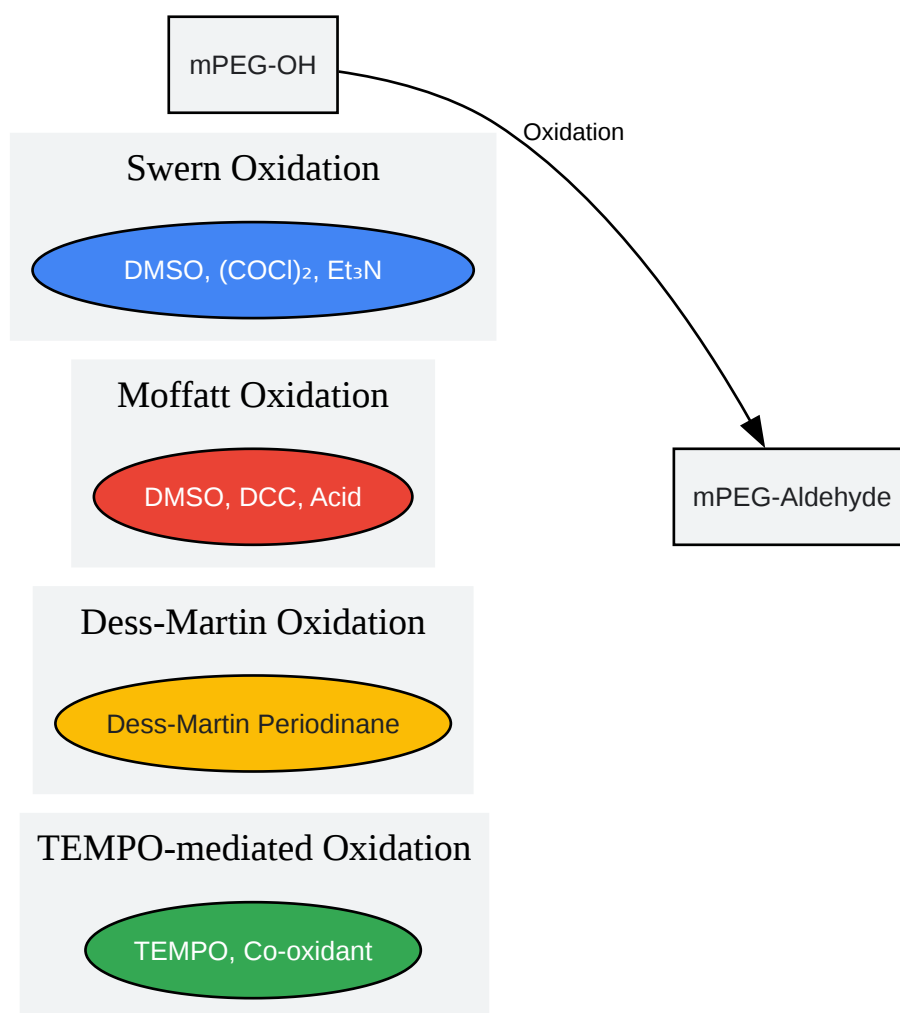 mPEG-OH
Oxidation
Swern Oxidation
DMSO, (COCl)₂, Et₃N
Moffatt Oxidation
DMSO, DCC, Acid
mPEG-Aldehyde
Dess-Martin Oxidation
Dess-Martin Periodinane
TEMPO-mediated Oxidation
TEMPO, Co-oxidant